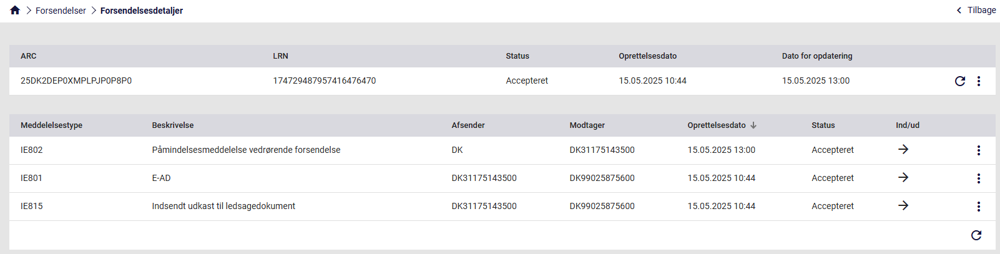 Forsendelser Forsendelsesdetaljer Tilbage
ARC LRN Status Oprettelsesdato Dato for opdatering
25DK2DEP0XMPLPJP0P8P0 174729487957416476470 Accepteret 15.05.2025 10:44 15.05.2025 13:00
Meddelelsestype Beskrivelse Afsender Modtager Oprettelsesdato Status Ind/ud
IE802 Påmindelsesmeddelelse vedrørende forsendelse DK DK31175143500 15.05.2025 13:00 Accepteret
IE801 E-AD DK31175143500 DK99025875600 15.05.2025 10:44 Accepteret
IE815 Indsendt udkast til ledsagedokument DK31175143500 DK99025875600 15.05.2025 10:44 Accepteret